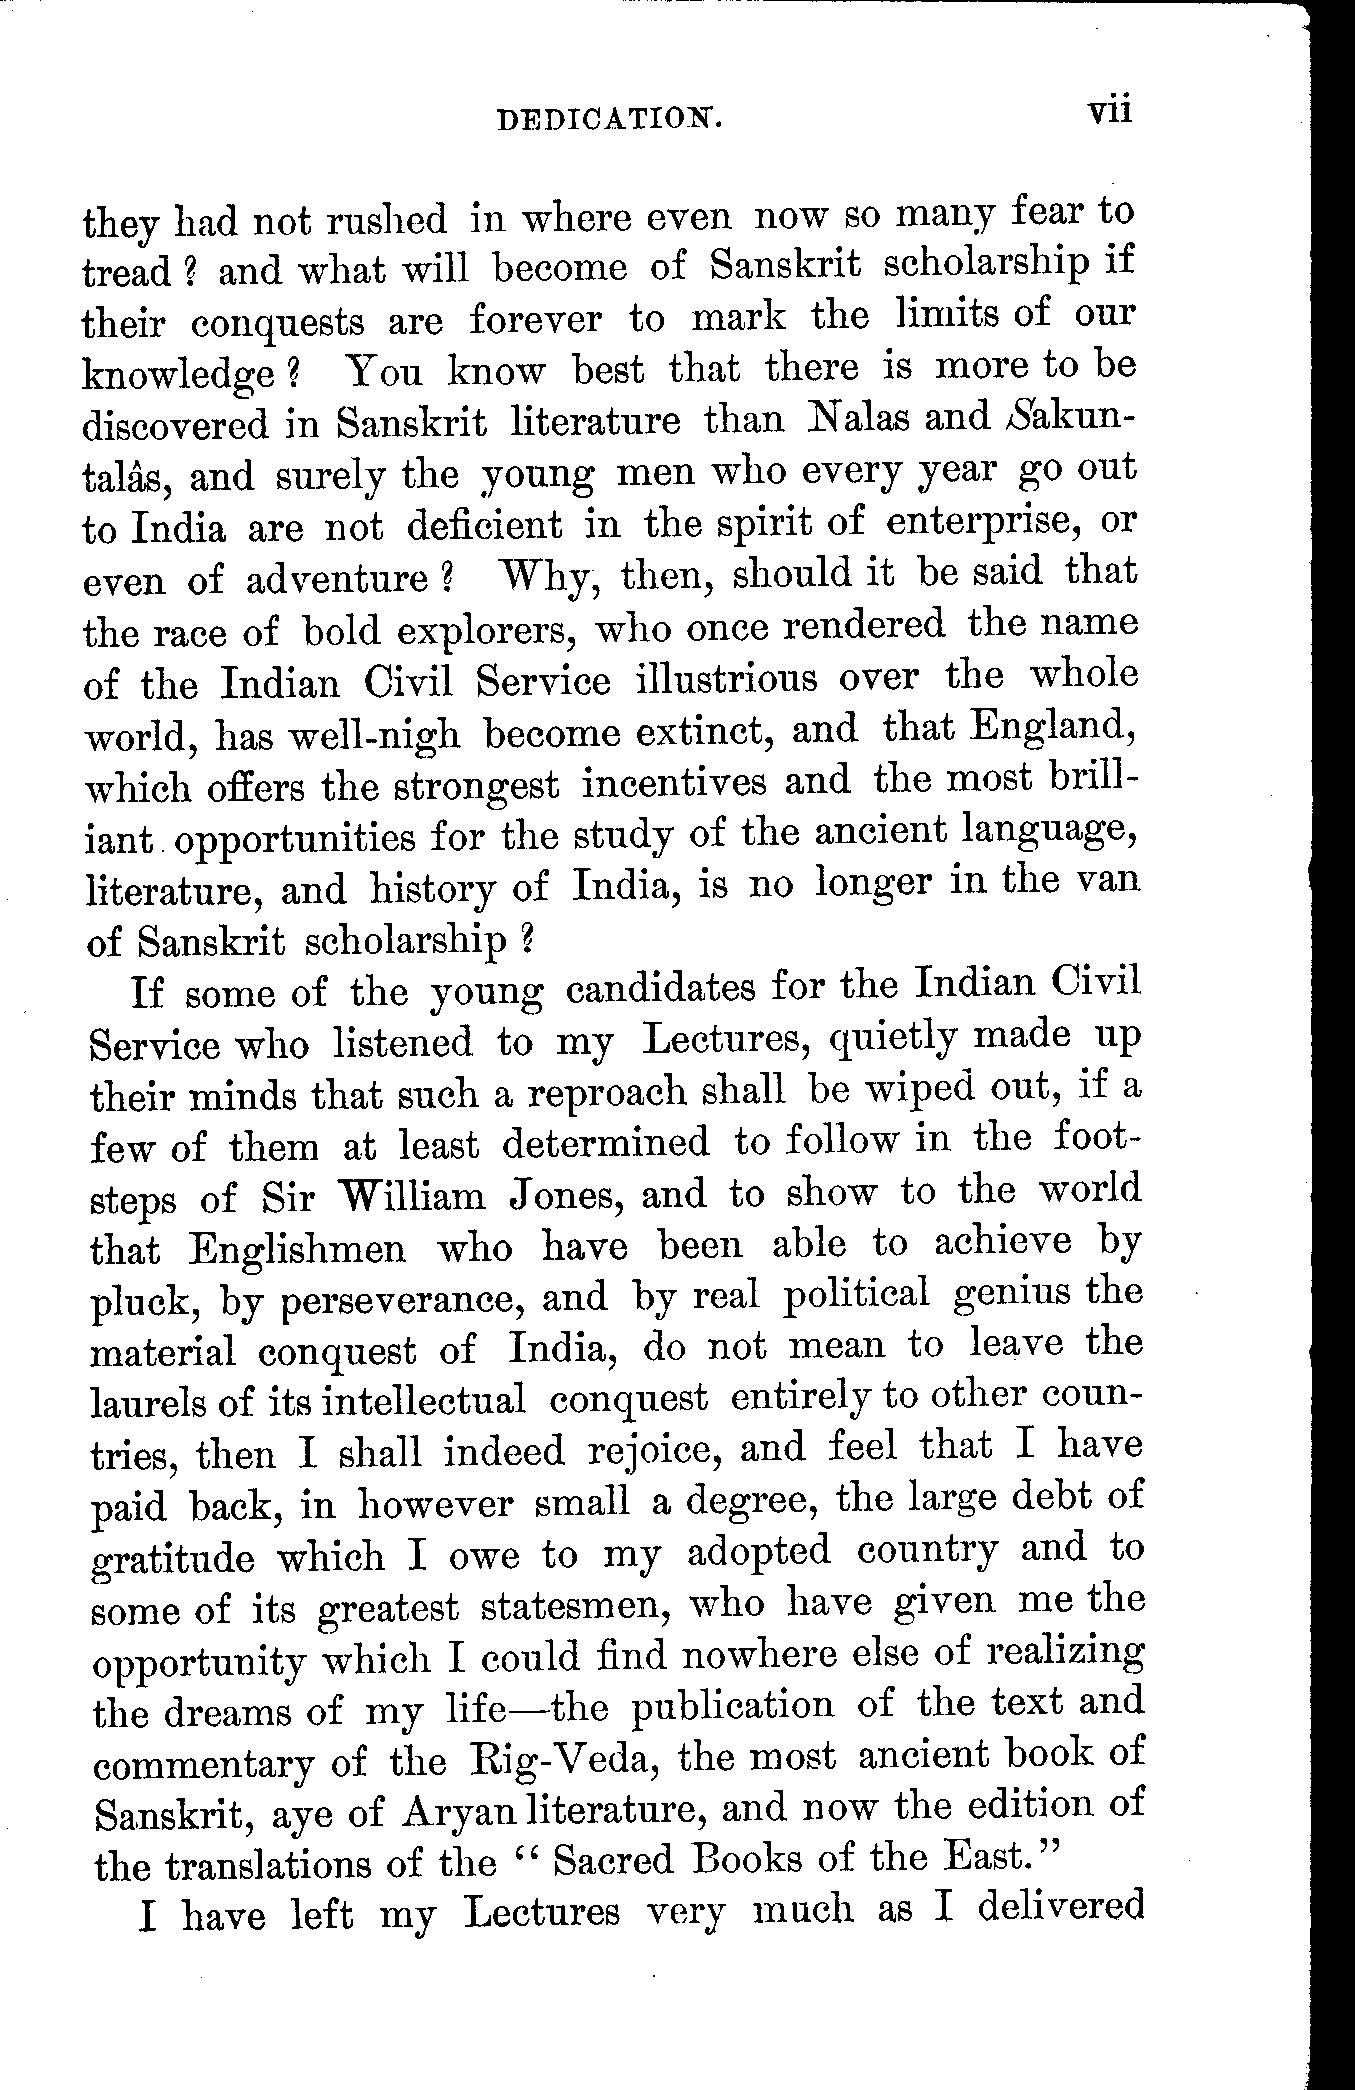 DEDICATION. vii
they had not rushed in where even now so many fear to
tread ? and what will become of Sanskrit scholarship if
their conquests are forever to mark the limits of our
knowledge ? You know best that there is more to be
discovered in Sanskrit literature than Nalas and Sakun-
talâs, and surely the young men who every year go out
to India are not deficient in the spirit of enterprise, or
even of adventure ? Why, then, should it be said that
the race of bold explorers, who once rendered the name
of the Indian Civil Service illustrious over the whole
world, has well-nigh become extinct, and that England,
which offers the strongest incentives and the most brill-
iant opportunities for the study of the ancient language,
literature, and history of India, is no longer in the van
of Sanskrit scholarship ?
If some of the young candidates for the Indian Civil
Service who listened to my Lectures, quietly made up
their minds that such a reproach shall be wiped out, if a
few of them at least determined to follow in the foot-
steps of Sir William Jones, and to show to the world
that Englishmen who have been able to achieve by
pluck, by perseverance, and by real political genius the
material conquest of India, do not mean to leave the
laurels of its intellectual conquest entirely to other coun-
tries, then I shall indeed rejoice, and feel that I have
paid back, in however small a degree, the large debt of
gratitude which I owe to my adopted country and to
some of its greatest statesmen, who have given me the
opportunity which I could find nowhere else of realizing
the dreams of my life—the publication of the text and
commentary of the Rig-Veda, the most ancient book of
Sanskrit, aye of Aryan literature, and now the edition of
the translations of the “ Sacred Books of the East.”
I have left my Lectures very much as I delivered